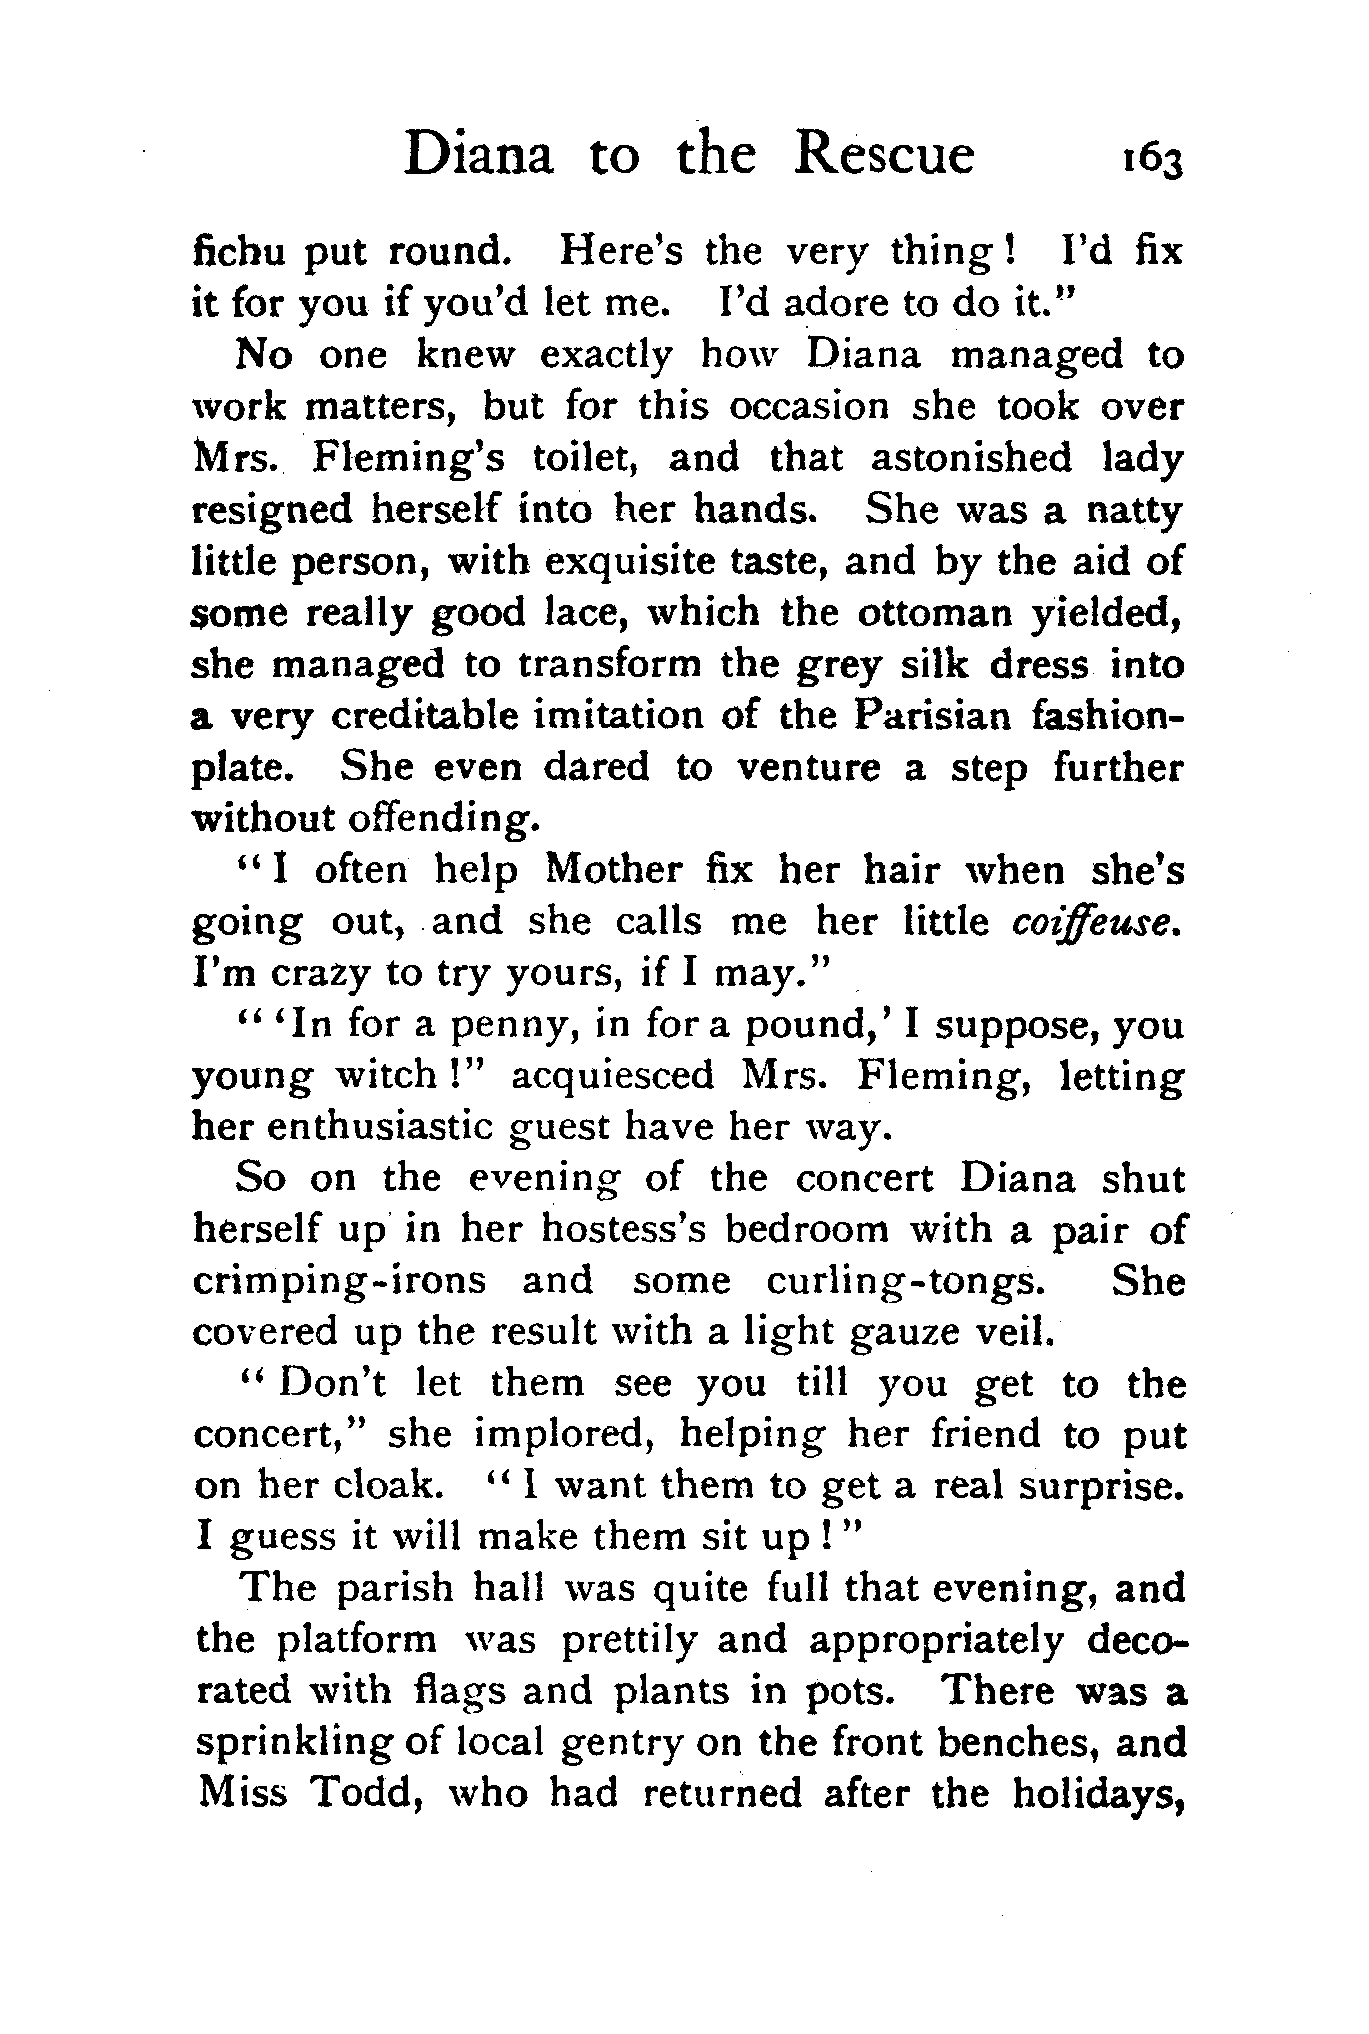 Diana to the Rescue 163
fichu put round. Here's the very thing! I'd fix
it for you if you'd let me. I'd adore to do it."
No one knew exactly how Diana managed to
work matters, but for this occasion she took over
Mrs. Fleming's toilet, and that astonished lady
resigned herself into her hands. She was a natty
little person, with exquisite taste, and by the aid of
some really good lace, which the ottoman yielded,
she managed to transform the grey silk dress into
a very creditable imitation of the Parisian fashion-
plate. She even dared to venture a step further
without offending.
"I often help Mother fix her hair when she's
going out, and she calls me her little coiffeuse.
I'm crazy to try yours, if I may."
"'In for a penny, in for a pound,' I suppose, you
young witch!" acquiesced Mrs. Fleming, letting
her enthusiastic guest have her way.
So on the evening of the concert Diana shut
herself up in her hostess's bedroom with a pair of
crimping-irons and some curling-tongs. She
covered up the result with a light gauze veil.
"Don't let them see you till you get to the
concert," she implored, helping her friend to put
on her cloak. "I want them to get a real surprise.
I guess it will make them sit up!"
The parish hall was quite full that evening, and
the platform was prettily and appropriately deco-
rated with flags and plants in pots. There was a
sprinkling of local gentry on the front benches, and
Miss Todd, who had returned after the holidays,